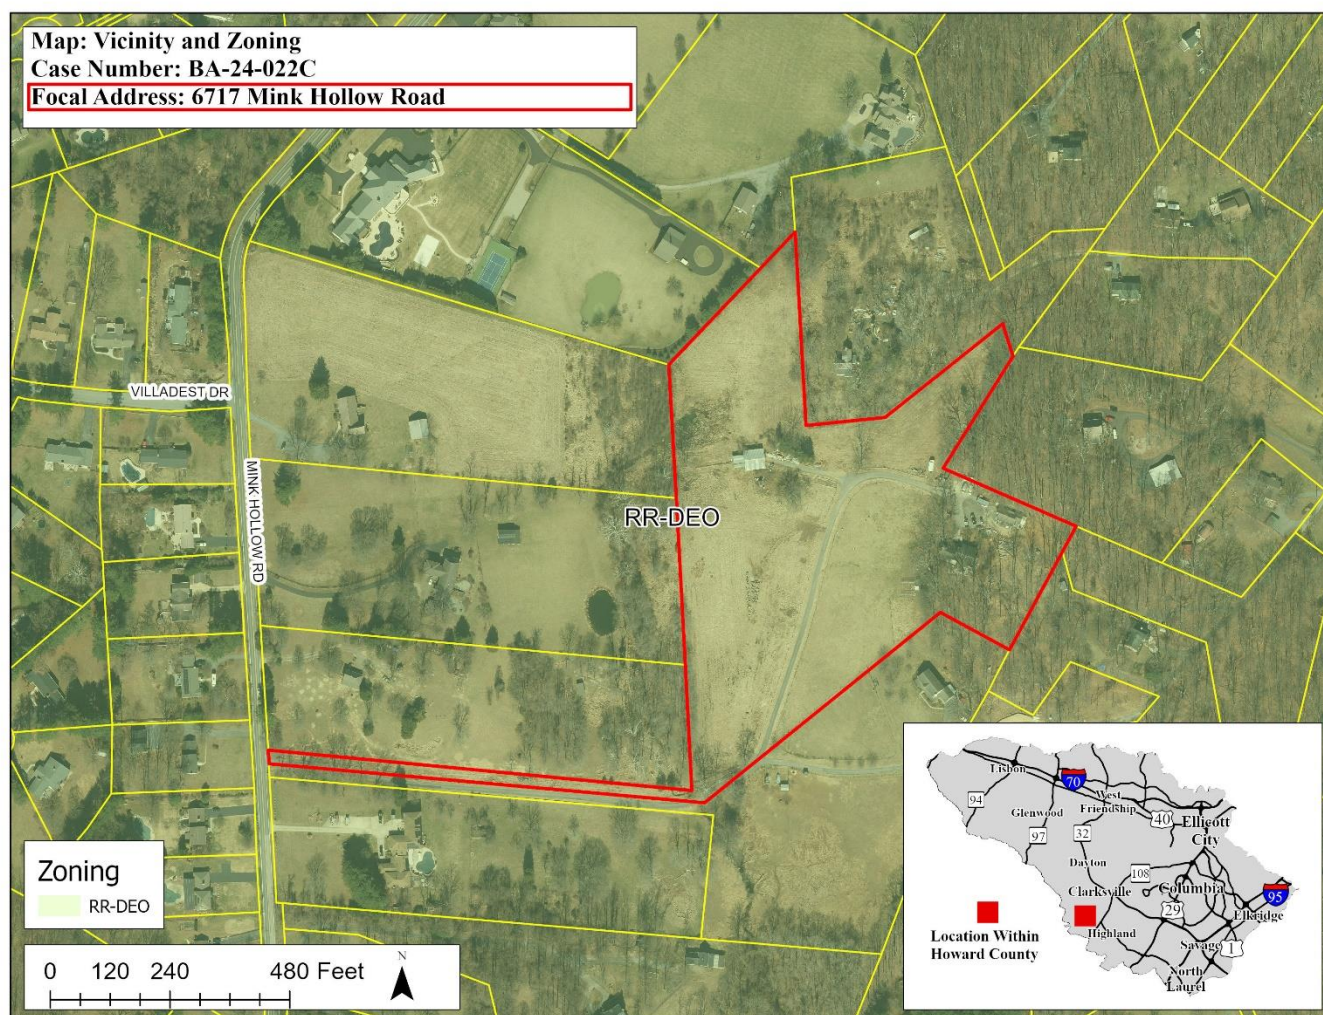 Map: Vicinity and Zoning
Case Number: BA-24-022C
Focal Address: 6717 Mink Hollow Road
VILLADEST DR
MINK HOLLOW RD
RR-DEO
Zoning
RR-DEO
0 120 240 480 Feet
N
Lisbon
70
94
West
Friendship
Glenwood
40
Ellicott
City
97
32
Dayton
108
Clarksville
Columbia
95
29
Elkridge
Highland
Location Within
Howard County
Savage
1
North
Laurel